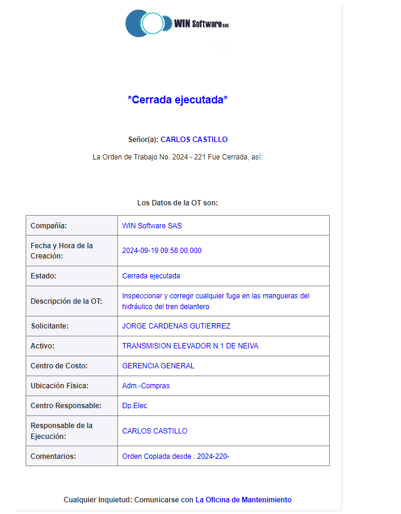 WIN Software SAS
*Cerrada ejecutada*
Señor(a): CARLOS CASTILLO
La Orden de Trabajo No. 2024 - 221 Fue Cerrada, así:
Los Datos de la OT son:
Compañía: WIN Software SAS
Fecha y Hora de la
Creación: 2024-09-19 09:58:00.000
Estado: Cerrada ejecutada
Descripción de la OT: Inspeccionar y corregir cualquier fuga en las mangueras del
hidráulico del tren delantero
Solicitante: JORGE CARDENAS GUTIERREZ
Activo: TRANSMISION ELEVADOR N.1 DE NEIVA
Centro de Costo: GERENCIA GENERAL
Ubicación Física: Adm.-Compras
Centro Responsable: Dp.Elec
Responsable de la
Ejecución: CARLOS CASTILLO
Comentarios: Orden Copiada desde : 2024-220-
Cualquier Inquietud: Comunicarse con La Oficina de Mantenimiento